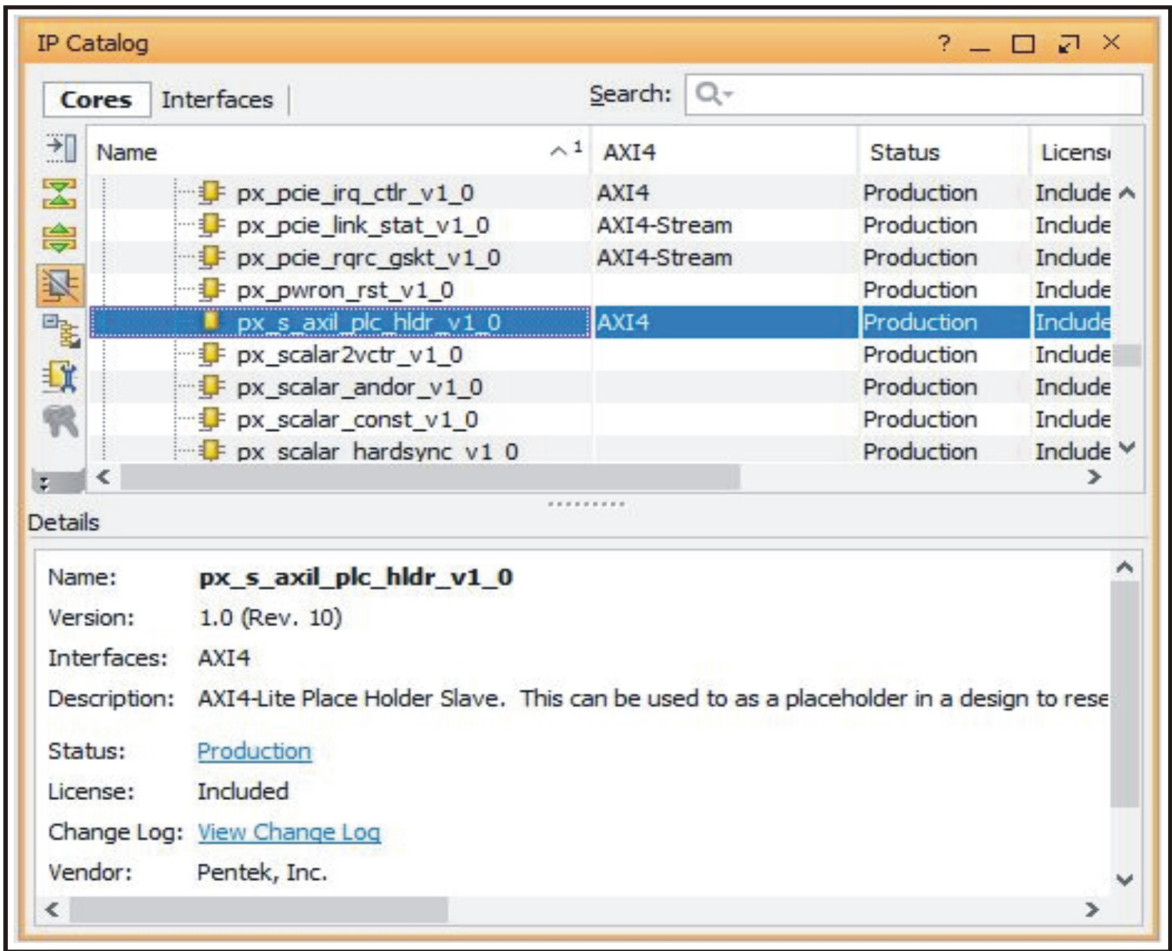 IP Catalog ?
Cores Interfaces Search:
Name 1 AXI4 Status Licens
px_pcie_irq_ctlr_v1_0 AXI4 Production Include
px_pcie_link_stat_v1_0 AXI4-Stream Production Include
px_pcie_rqrc_gskt_v1_0 AXI4-Stream Production Include
px_pwron_rst_v1_0 Production Include
px_s_axil_plc_hldr_v1_0 AXI4 Production Include
px_scalar2vctr_v1_0 Production Include
px_scalar_andor_v1_0 Production Include
px_scalar_const_v1_0 Production Include
px_scalar_hardsync_v1_0 Production Include
Details
Name: px_s_axil_plc_hldr_v1_0
Version: 1.0 (Rev. 10)
Interfaces: AXI4
Description: AXI4-Lite Place Holder Slave. This can be used to as a placeholder in a design to rese
Status: Production
License: Included
Change Log: View Change Log
Vendor: Pentek, Inc.